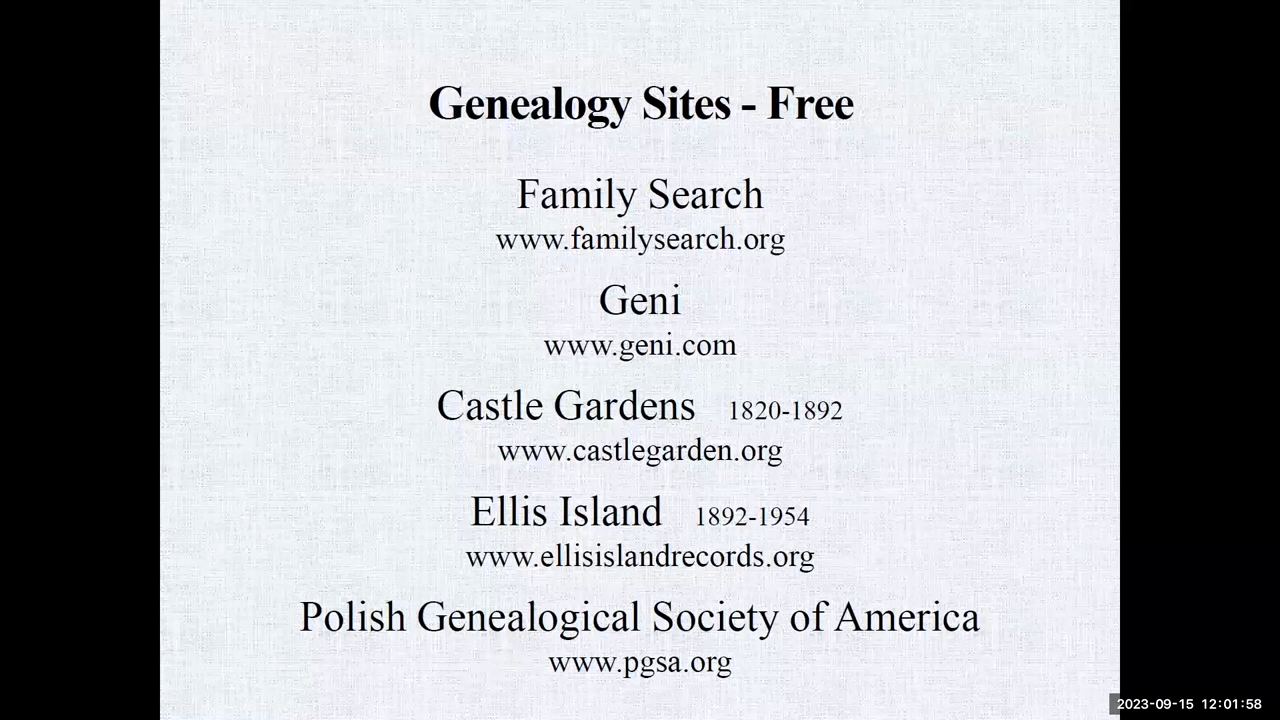 Genealogy Sites - Free
Family Search
www.familysearch.org
Geni
www.geni.com
Castle Gardens 1820-1892
www.castlegarden.org
Ellis Island 1892-1954
www.ellisislandrecords.org
Polish Genealogical Society of America
www.pgsa.org
2023-09-15 12:01:58